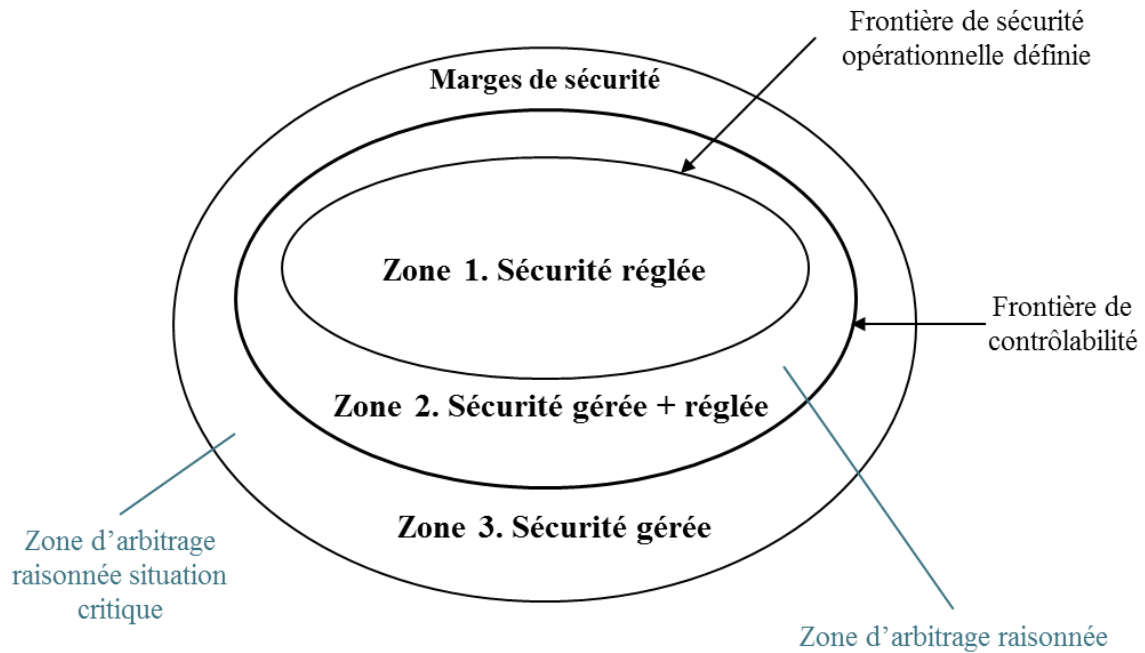 Frontière de sécurité
opérationnelle définie
Marges de sécurité
Zone 1. Sécurité réglée
Frontière de
contrôlabilité
Zone 2. Sécurité gérée + réglée
Zone 3. Sécurité gérée
Zone d’arbitrage
raisonnée situation
critique
Zone d’arbitrage raisonnée